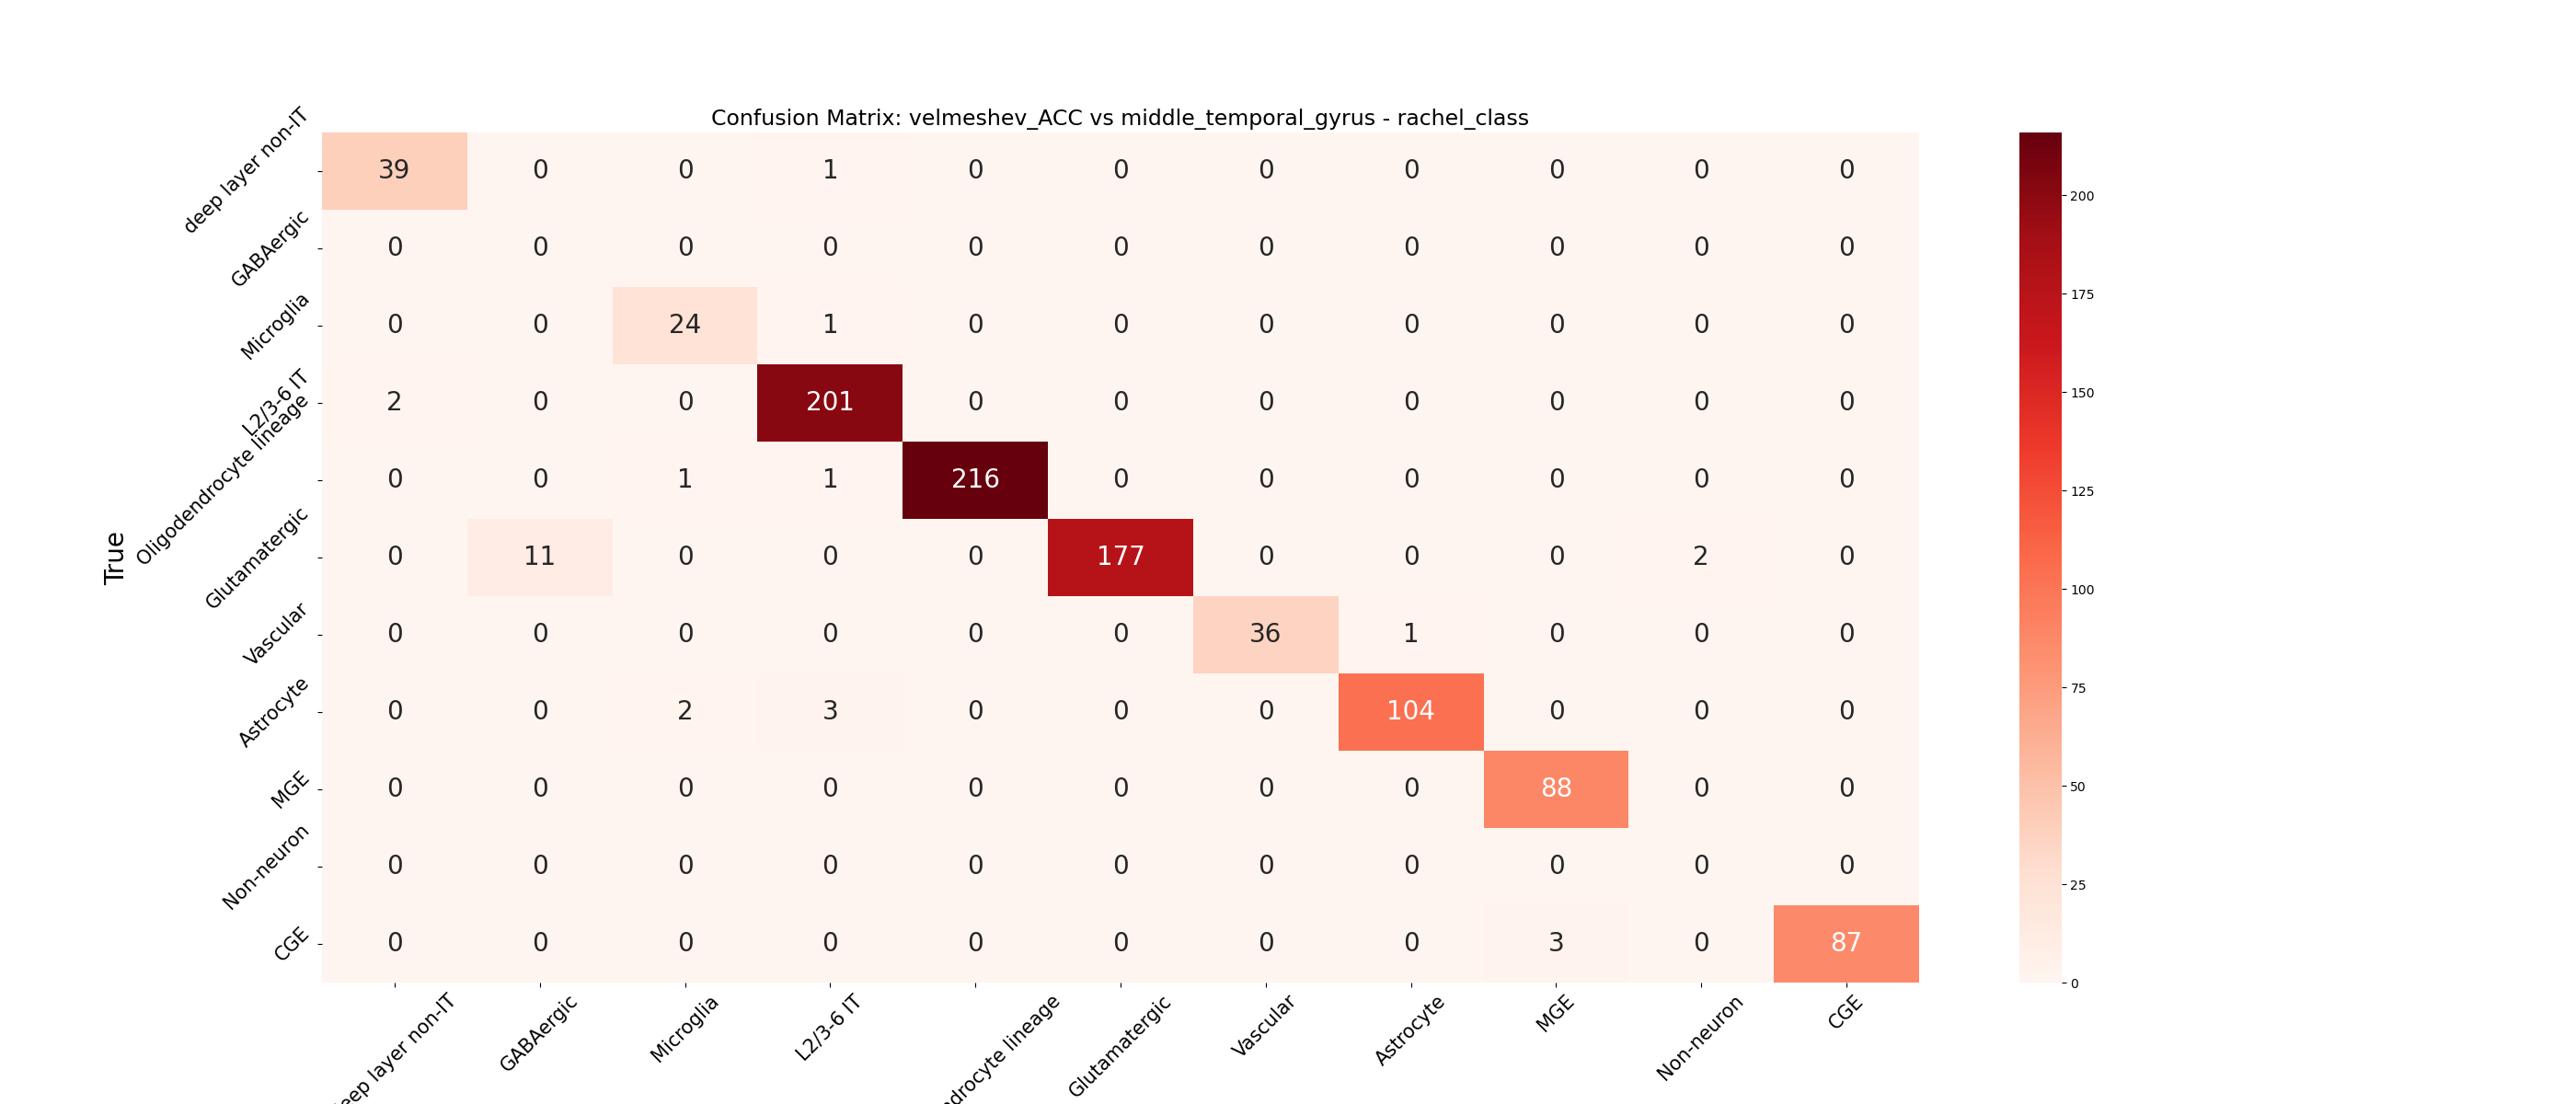 Confusion Matrix: velmeshev_ACC vs middle_temporal_gyrus - rachel_class
True
deep layer non-IT 39 0 0 1 0 0 0 0 0 0 0
GABAergic 0 0 0 0 0 0 0 0 0 0 0
Microglia 0 0 24 1 0 0 0 0 0 0 0
L2/3-6 IT 2 0 0 201 0 0 0 0 0 0 0
Oligodendrocyte lineage 0 0 1 1 216 0 0 0 0 0 0
Glutamatergic 0 11 0 0 0 177 0 0 0 2 0
Vascular 0 0 0 0 0 0 36 1 0 0 0
Astrocyte 0 0 2 3 0 0 0 104 0 0 0
MGE 0 0 0 0 0 0 0 0 88 0 0
Non-neuron 0 0 0 0 0 0 0 0 0 0 0
CGE 0 0 0 0 0 0 0 0 3 0 87
eep layer non-IT GABAergic Microglia L2/3-6 IT ndrocyte lineage Glutamatergic Vascular Astrocyte MGE Non-neuron CGE
200
175
150
125
100
75
50
25
0